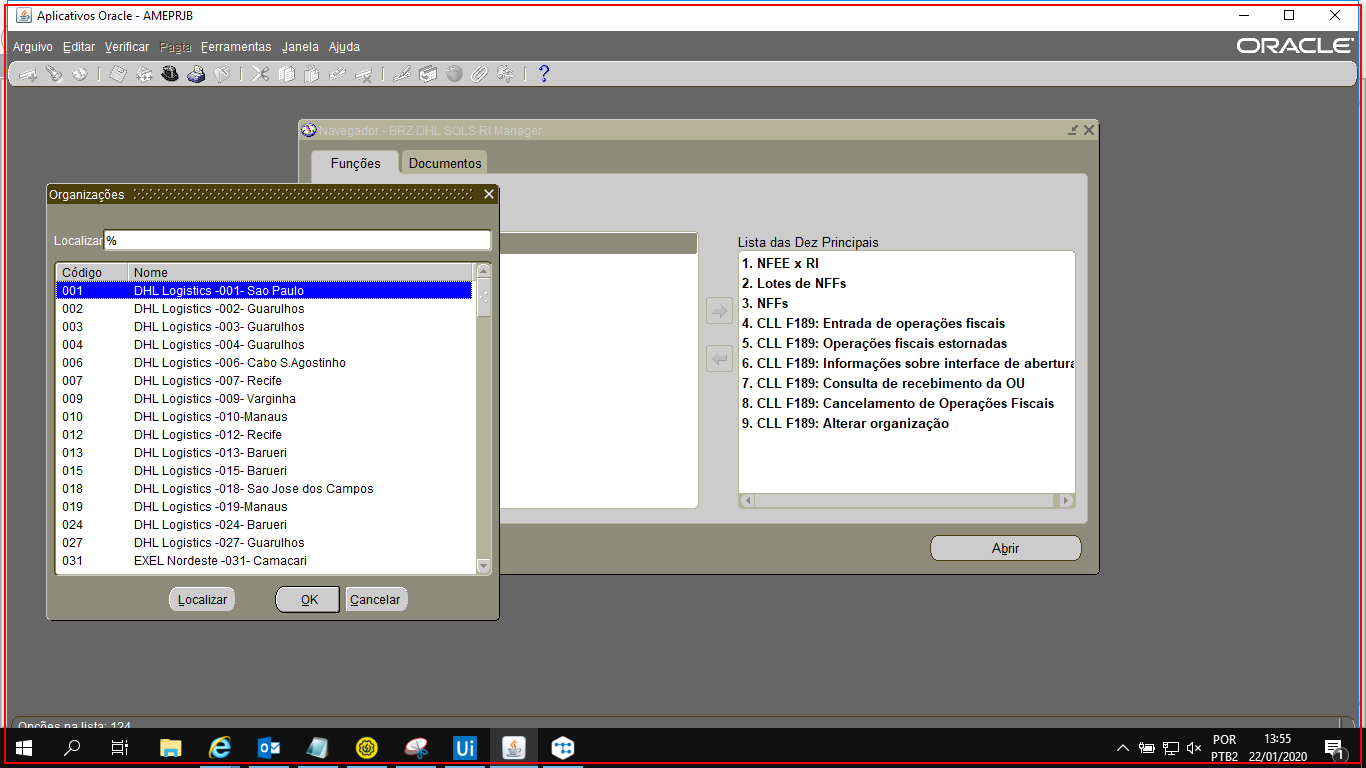 Aplicativos Oracle - AMEPRJB
Arquivo Editar Verificar Pasta Ferramentas Janela Ajuda
ORACLE
Navegador - BRZ DHL SOLS RI Manager
Funções Documentos
Organizações
Localizar %
Código Nome
001 DHL Logistics -001- Sao Paulo
002 DHL Logistics -002- Guarulhos
003 DHL Logistics -003- Guarulhos
004 DHL Logistics -004- Guarulhos
006 DHL Logistics -006- Cabo S.Agostinho
007 DHL Logistics -007- Recife
009 DHL Logistics -009- Varginha
010 DHL Logistics -010-Manaus
012 DHL Logistics -012- Recife
013 DHL Logistics -013- Barueri
015 DHL Logistics -015- Barueri
018 DHL Logistics -018- Sao Jose dos Campos
019 DHL Logistics -019-Manaus
024 DHL Logistics -024- Barueri
027 DHL Logistics -027- Guarulhos
031 EXEL Nordeste -031- Camacari
Localizar OK Cancelar
Lista das Dez Principais
1. NFEE x RI
2. Lotes de NFFs
3. NFFs
4. CLL F189: Entrada de operações fiscais
5. CLL F189: Operações fiscais estornadas
6. CLL F189: Informações sobre interface de abertura
7. CLL F189: Consulta de recebimento da OU
8. CLL F189: Cancelamento de Operações Fiscais
9. CLL F189: Alterar organização
Abrir
Opções na lista: 124
Ui
POR
PTB2
13:55
22/01/2020
1